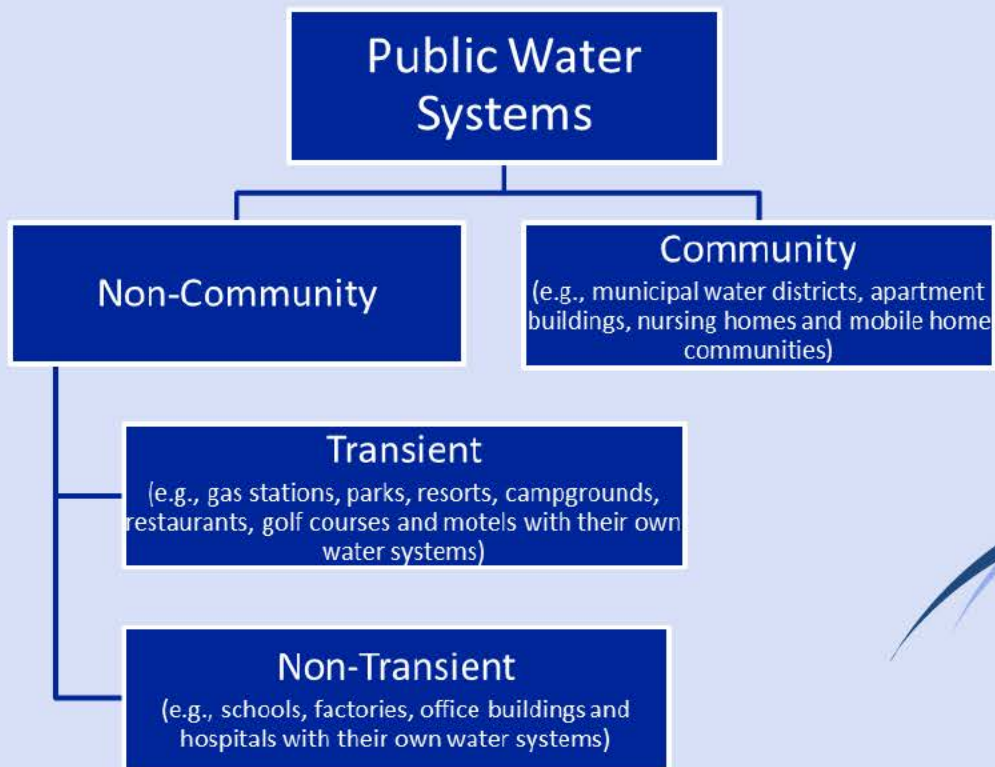 Public Water
Systems
Non-Community
Community
(e.g., municipal water districts, apartment
buildings, nursing homes and mobile home
communities)
Transient
(e.g., gas stations, parks, resorts, campgrounds,
restaurants, golf courses and motels with their own
water systems)
Non-Transient
(e.g., schools, factories, office buildings and
hospitals with their own water systems)